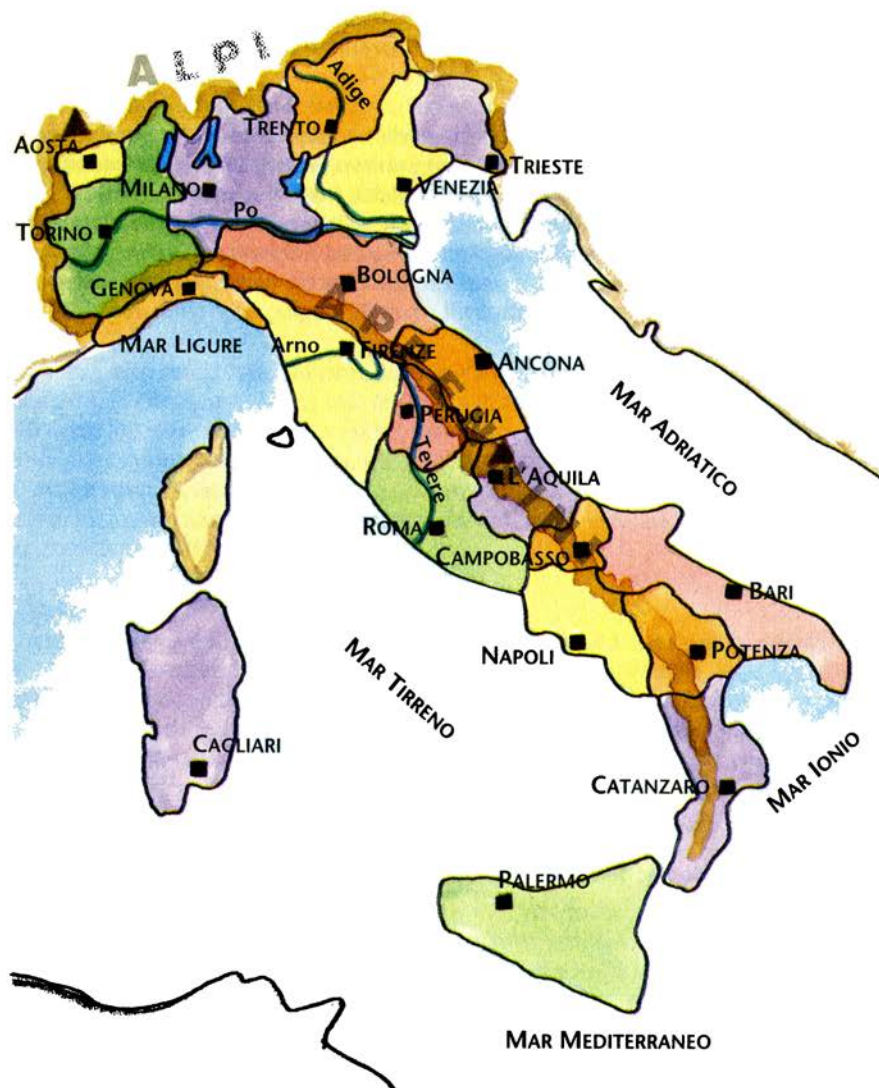 ALPI
Adige
TRENTO
AOSTA
TRIESTE
MILANO
VENEZIA
Po
TORINO
BOLOGNA
GENOVA
APPENNINI
MAR LIGURE
Arno
FIRENZE
ANCONA
PERUGIA
MAR ADRIATICO
Tevere
L'AQUILA
ROMA
CAMPOBASSO
BARI
NAPOLI
POTENZA
MAR TIRRENO
CAGLIARI
CATANZARO
MAR IONIO
PALERMO
MAR MEDITERRANEO